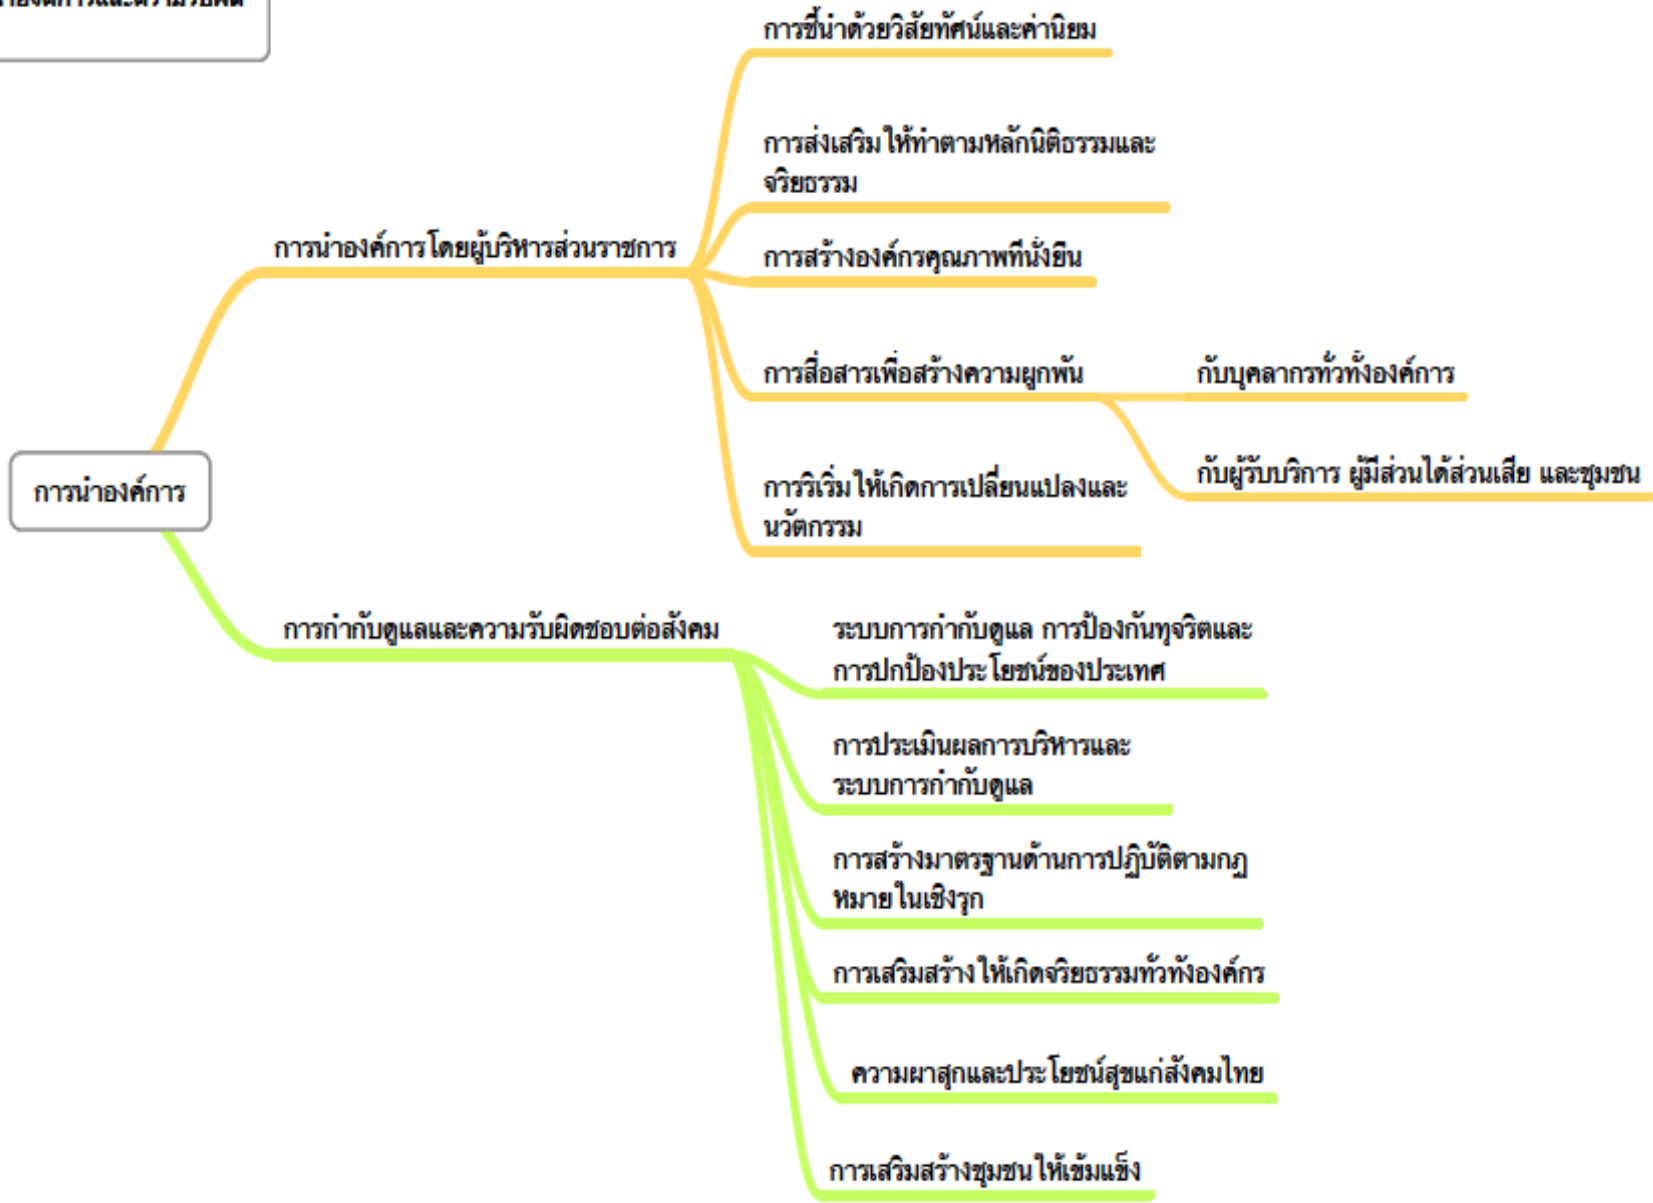 การชี้นำด้วยวิสัยทัศน์และค่านิยม
การส่งเสริมให้ทำตามหลักนิติธรรมและ
จริยธรรม
การนำองค์การโดยผู้บริหารส่วนราชการ
การสร้างองค์กรคุณภาพที่นั่งยืน
การสื่อสารเพื่อสร้างความผูกพัน
กับบุคลากรทั่วทั้งองค์การ
กับผู้รับบริการ ผู้มีส่วนได้ส่วนเสีย และชุมชน
การวิเริ่มให้เกิดการเปลี่ยนแปลงและ
นวัตกรรม
การนำองค์การ
การกำกับดูแลและความรับผิดชอบต่อสังคม
ระบบการกำกับดูแล การป้องกันทุจริตและ
การปกป้องประโยชน์ของประเทศ
การประเมินผลการบริหารและ
ระบบการกำกับดูแล
การสร้างมาตรฐานด้านการปฏิบัติตามกฏ
หมายในเชิงรุก
การเสริมสร้างให้เกิดจริยธรรมทั่วทังองค์กร
ความผาสุกและประโยชน์สุขแก่สังคมไทย
การเสริมสร้างชุมชนให้เข้มแข็ง